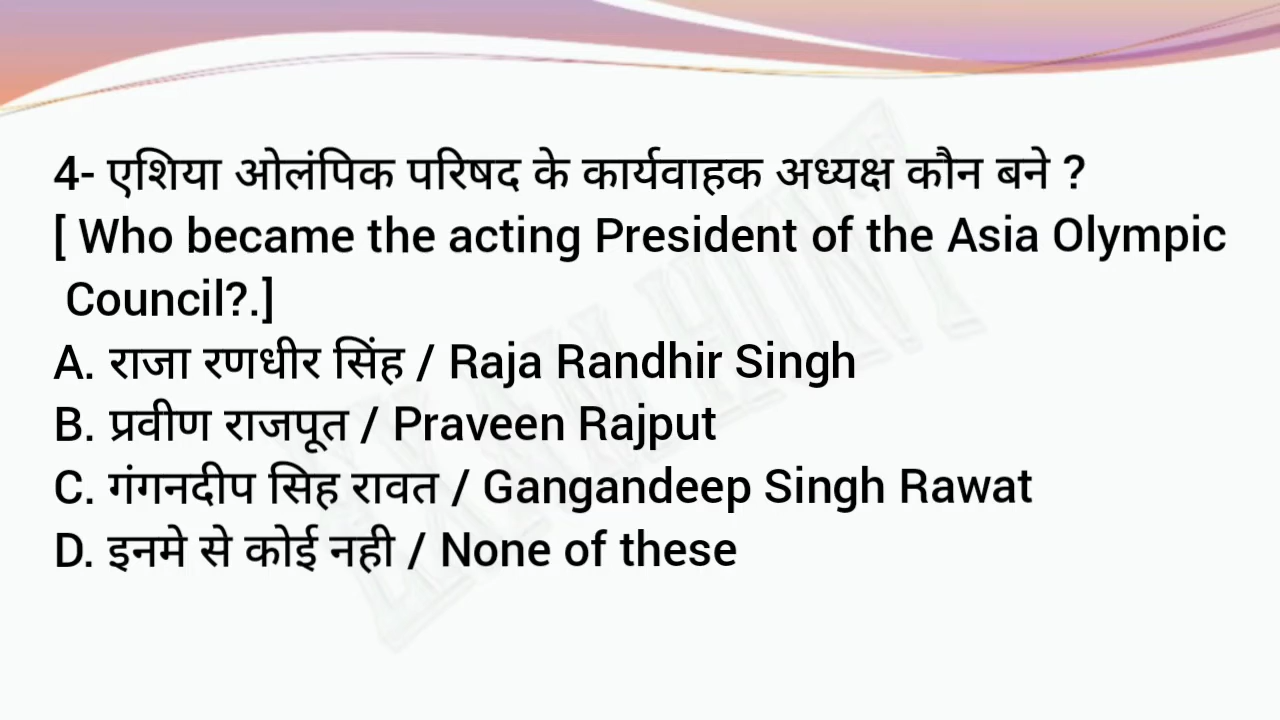 4- एशिया ओलंपिक परिषद के कार्यवाहक अध्यक्ष कौन बने ?
[ Who became the acting President of the Asia Olympic
Council?.]
A. राजा रणधीर सिंह / Raja Randhir Singh
B. प्रवीण राजपूत / Praveen Rajput
C. गंगनदीप सिह रावत / Gangandeep Singh Rawat
D. इनमे से कोई नही / None of these